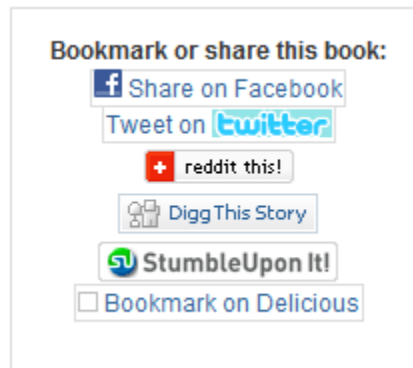 Bookmark or share this book:
Share on Facebook
Tweet on twitter
reddit this!
Digg This Story
StumbleUpon It!
Bookmark on Delicious